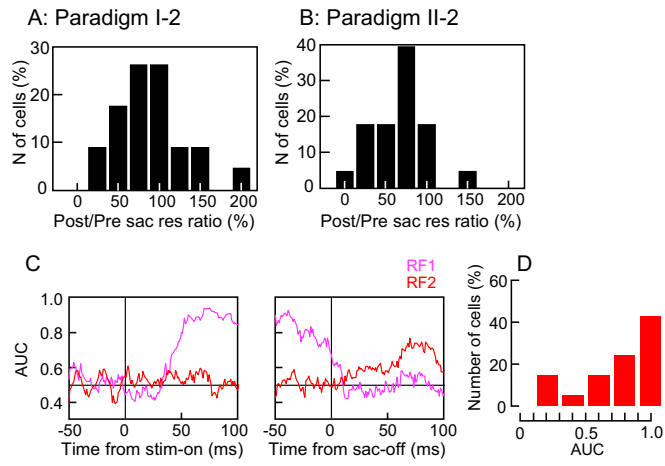 A: Paradigm I-2
B: Paradigm II-2
N of cells (%)
30
20
10
0
0 50 100 150 200
Post/Pre sac res ratio (%)
N of cells (%)
40
30
20
10
0
0 50 100 150 200
Post/Pre sac res ratio (%)
C
RF1
RF2
AUC
1.0
0.8
0.6
0.4
-50 0 50 100
Time from stim-on (ms)
-50 0 50 100
Time from sac-off (ms)
D
Number of cells (%)
60
40
20
0
0 0.5 1.0
AUC